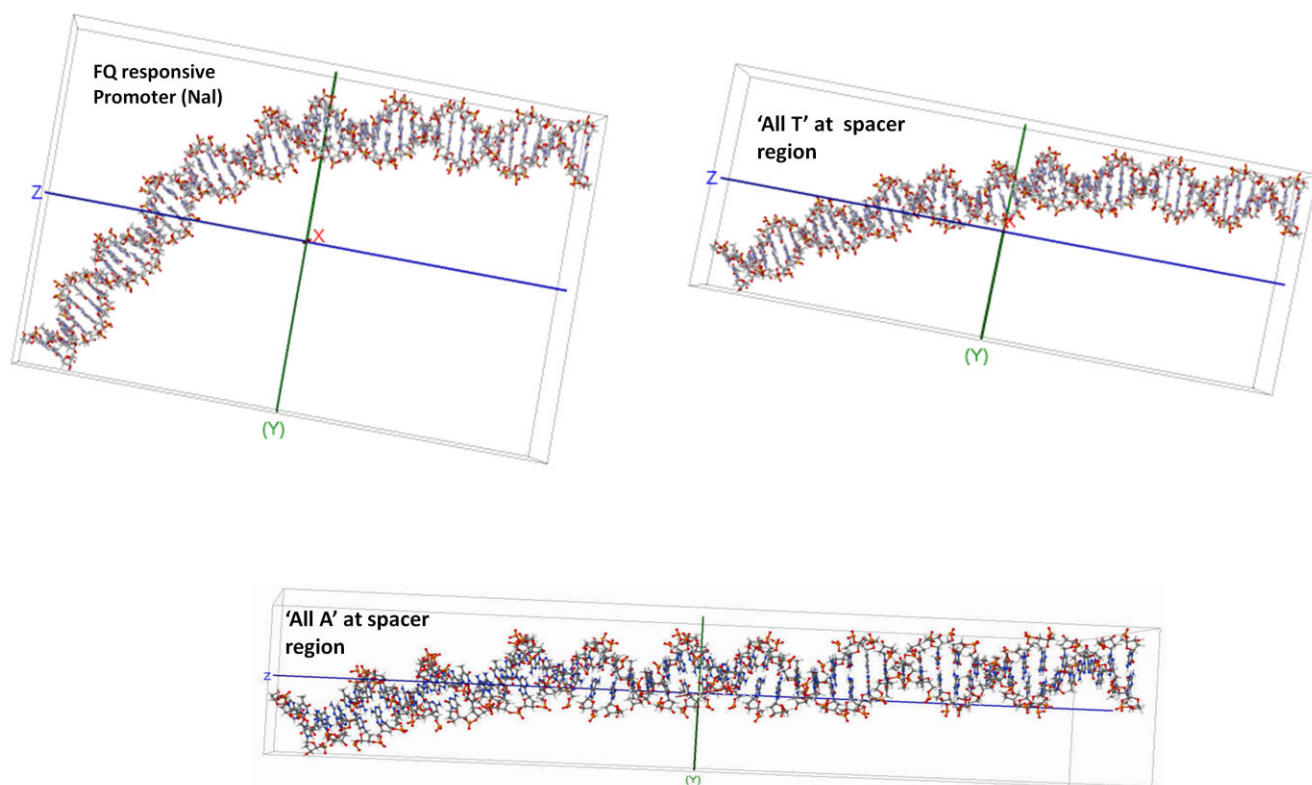 FQ responsive
Promoter (Nal)
Z
X
(Y)
'All T' at spacer
region
Z
X
(Y)
'All A' at spacer
region
z
(Y)